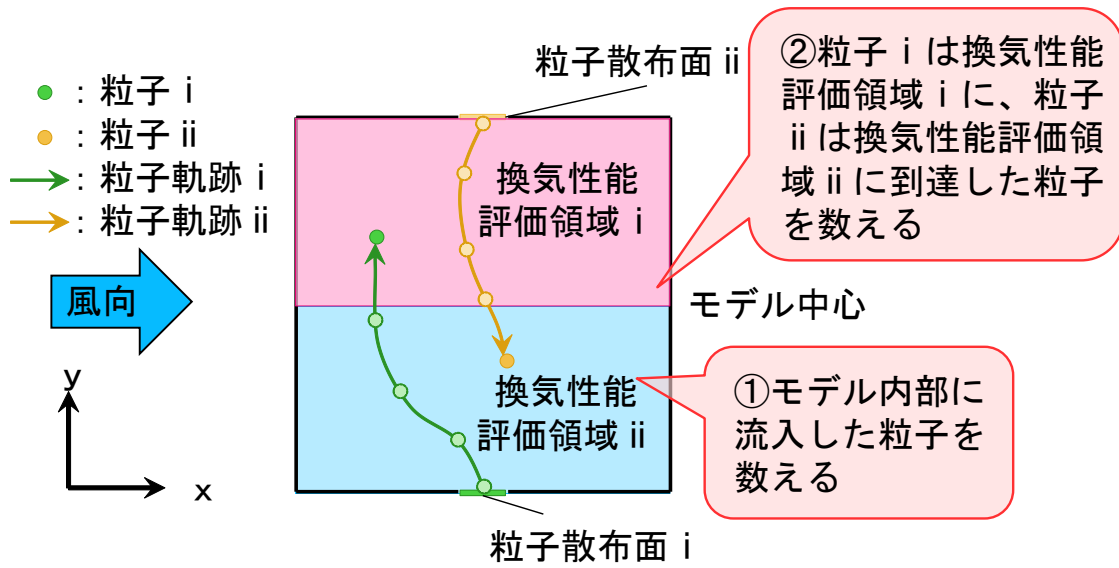 粒子散布面 ii
: 粒子 i
: 粒子 ii
: 粒子軌跡 i
: 粒子軌跡 ii
風向
y
x
換気性能
評価領域 i
換気性能
評価領域 ii
モデル中心
粒子散布面 i
②粒子 i は換気性能
評価領域 i に、粒子
ii は換気性能評価領
域 ii に到達した粒子
を数える
①モデル内部に
流入した粒子を
数える